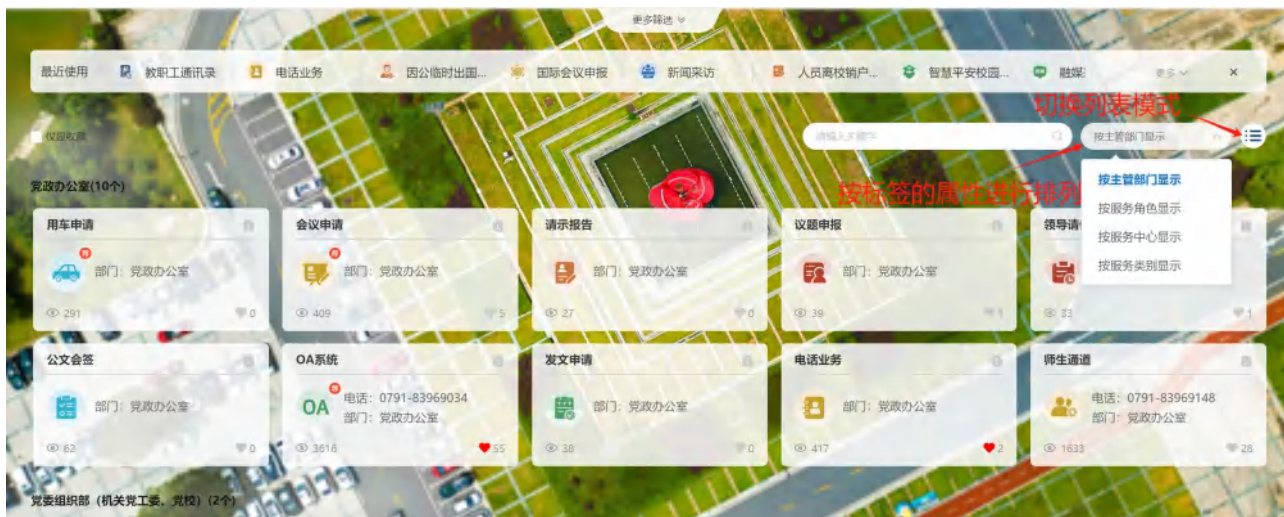 更多筛选
最近使用 教职工通讯录 电话业务 因公临时出国... 国际会议申报 新闻采访 人员离校销户... 智慧平安校园... 融媒 更多
切换列表模式
仅显收藏 请输入关键字 按主管部门显示
按主管部门显示
按服务角色显示
按服务中心显示
按服务类别显示
党政办公室(10个)
按标签的属性进行排列
用车申请 会议申请 请示报告 议题申报 领导请
荐 荐
部门：党政办公室 部门：党政办公室 部门：党政办公室 部门：党政办公室
291 0 409 5 27 0 39 1 33 1
公文会签 OA系统 发文申请 电话业务 师生通道
荐
部门：党政办公室 OA 电话：0791-83969034 部门：党政办公室 部门：党政办公室 电话：0791-83969148
部门：党政办公室 部门：党政办公室
62 0 3616 55 38 0 417 2 1633 28
党委组织部（机关党工委、党校）(2个)